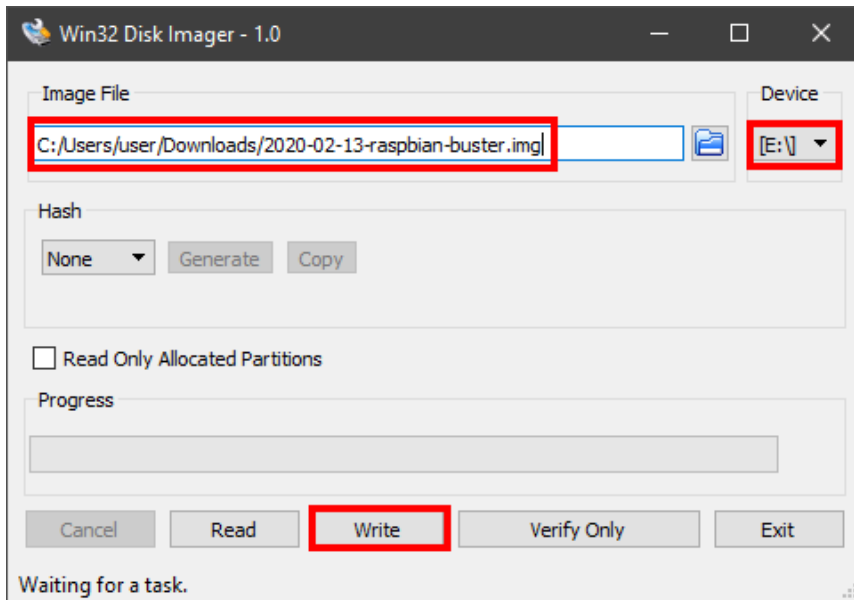 Win32 Disk Imager - 1.0
Image File
Device
C:/Users/user/Downloads/2020-02-13-raspbian-buster.img
[E:\]
Hash
None
Generate
Copy
Read Only Allocated Partitions
Progress
Cancel
Read
Write
Verify Only
Exit
Waiting for a task.